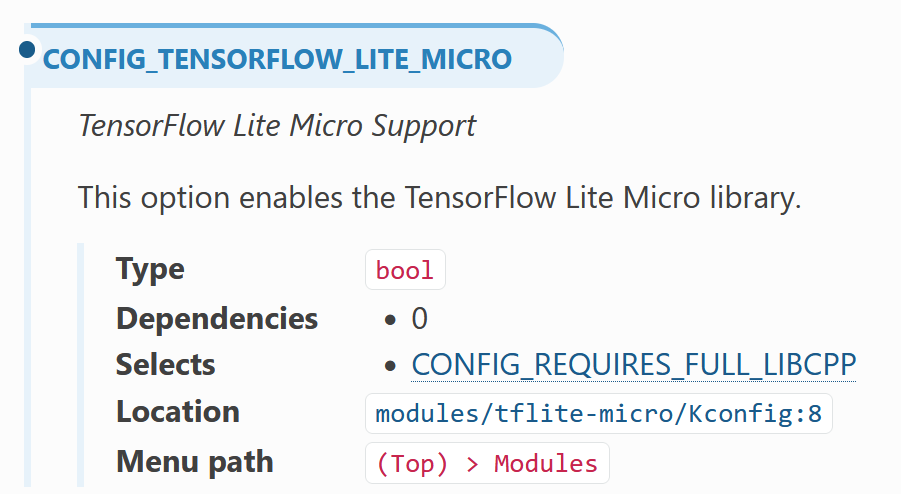 CONFIG_TENSORFLOW_LITE_MICRO
TensorFlow Lite Micro Support
This option enables the TensorFlow Lite Micro library.
Type bool
Dependencies • 0
Selects • CONFIG_REQUIRES_FULL_LIBCPP
Location modules/tflite-micro/Kconfig:8
Menu path (Top) > Modules